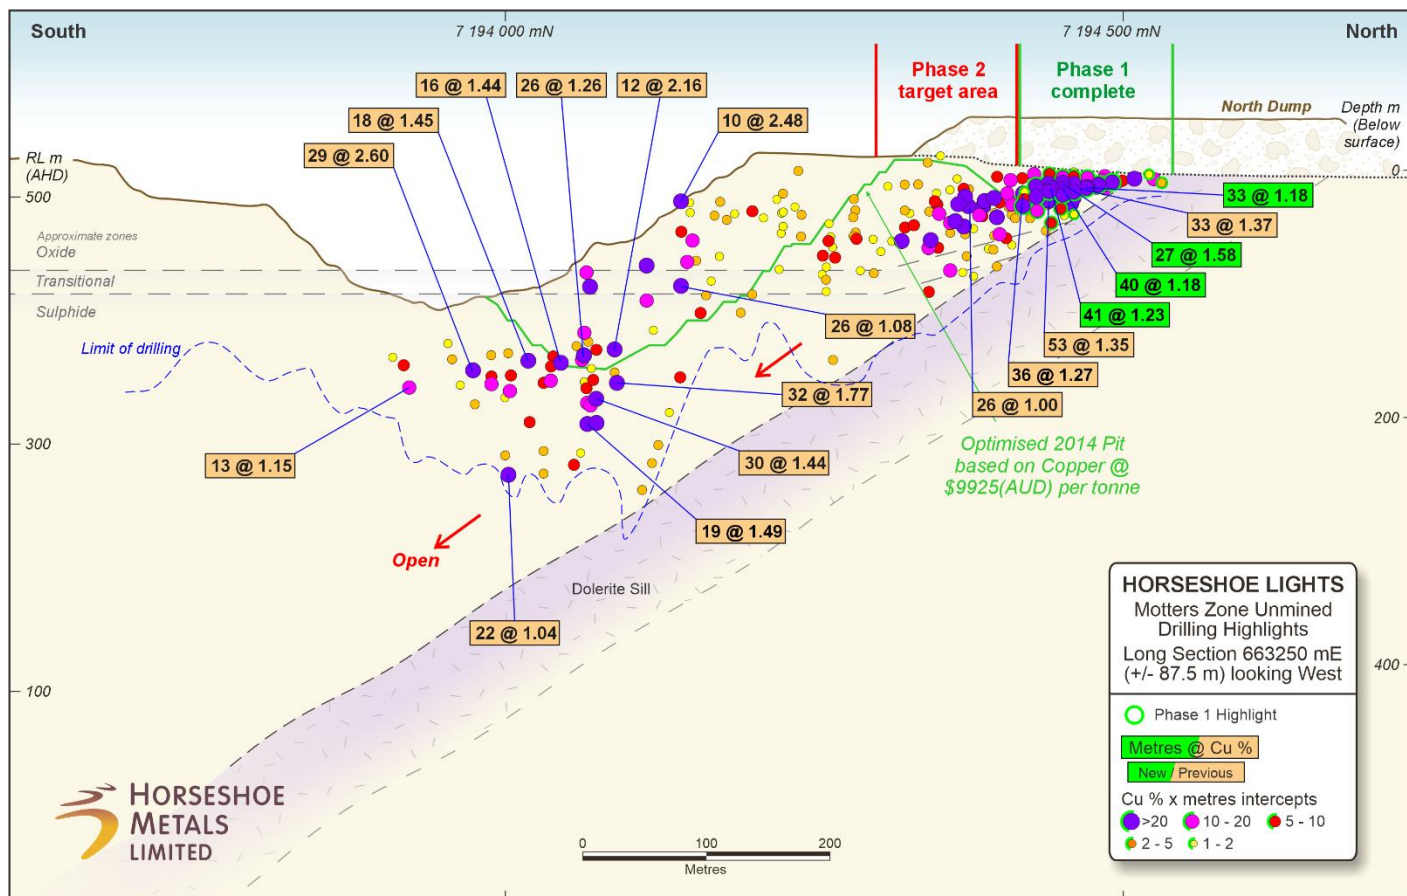 South
7 194 000 mN
7 194 500 mN
North
Phase 2
target area
Phase 1
complete
North Dump
Depth m
(Below
surface)
16 @ 1.44
26 @ 1.26
12 @ 2.16
18 @ 1.45
10 @ 2.48
29 @ 2.60
RL m
(AHD)
0
500
33 @ 1.18
33 @ 1.37
Approximate zones
Oxide
27 @ 1.58
Transitional
40 @ 1.18
Sulphide
41 @ 1.23
26 @ 1.08
53 @ 1.35
Limit of drilling
36 @ 1.27
32 @ 1.77
26 @ 1.00
200
300
13 @ 1.15
30 @ 1.44
Optimised 2014 Pit
based on Copper @
$9925(AUD) per tonne
19 @ 1.49
Open
Dolerite Sill
22 @ 1.04
400
100
HORSESHOE LIGHTS
Motters Zone Unmined
Drilling Highlights
Long Section 663250 mE
(+/- 87.5 m) looking West
Phase 1 Highlight
Metres @ Cu %
New / Previous
Cu % x metres intercepts
>20
10 - 20
5 - 10
2 - 5
1 - 2
HORSESHOE
METALS
LIMITED
0
100
200
Metres